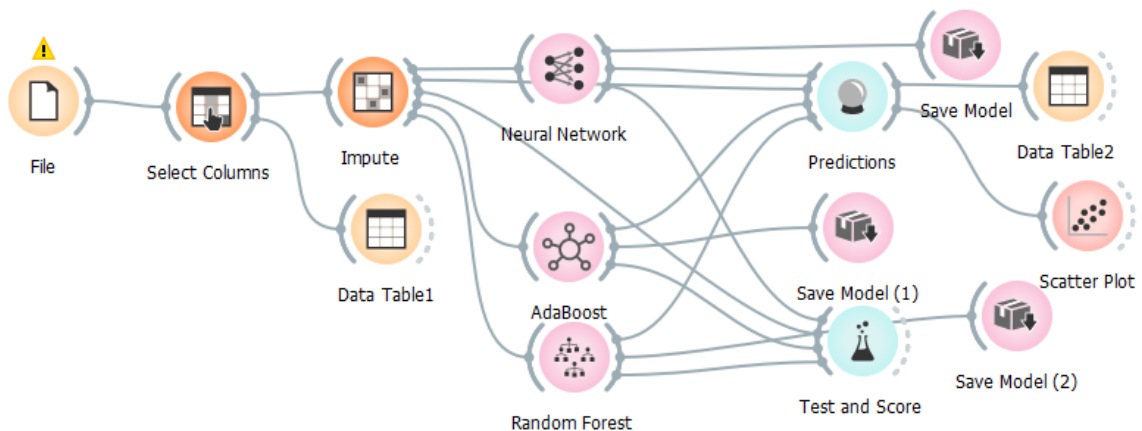 File
Select Columns
Impute
Data Table1
Neural Network
AdaBoost
Random Forest
Predictions
Save Model
Data Table2
Save Model (1)
Scatter Plot
Test and Score
Save Model (2)